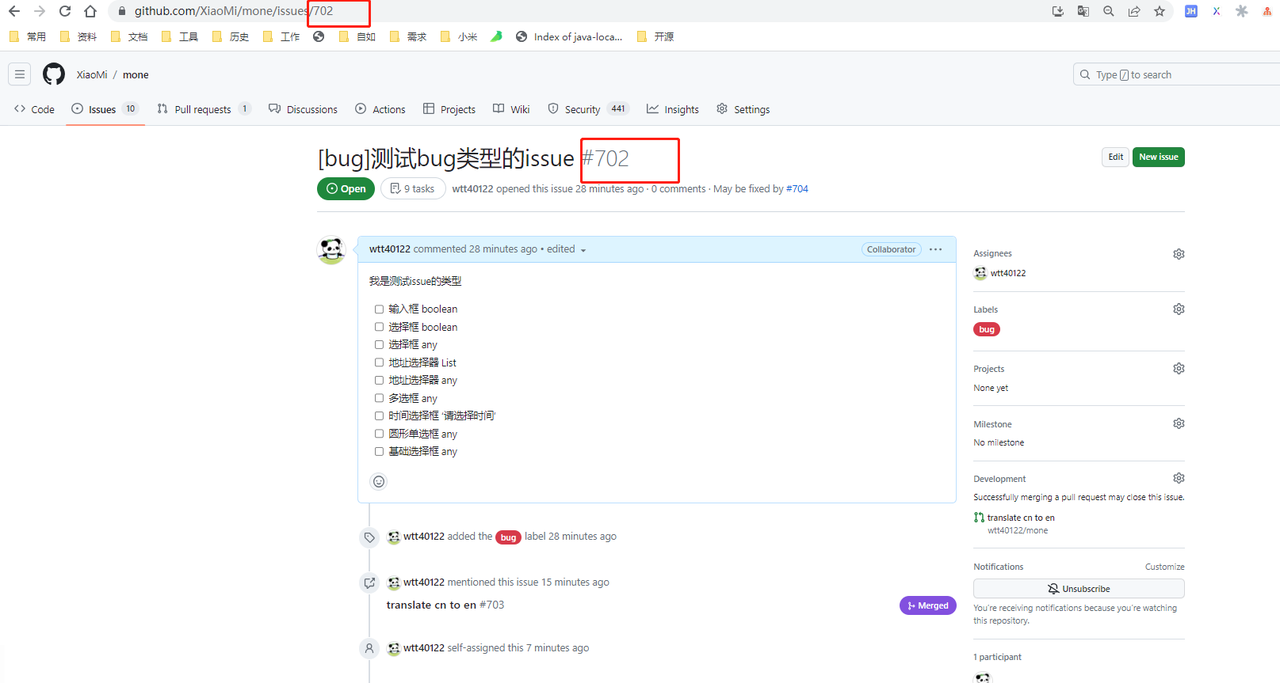 github.com/XiaoMi/mone/issues/702
常用 资料 文档 工具 历史 工作 自如 需求 小米 Index of java-loca... 开源
XiaoMi / mone
Type / to search
Code Issues 10 Pull requests 1 Discussions Actions Projects Wiki Security 441 Insights Settings
[bug]测试bug类型的issue #702
Edit New issue
Open 9 tasks wtt40122 opened this issue 28 minutes ago · 0 comments · May be fixed by #704
wtt40122 commented 28 minutes ago • edited
Collaborator
我是测试issue的类型
输入框 boolean
选择框 boolean
选择框 any
地址选择器 List
地址选择器 any
多选框 any
时间选择框 '请选择时间'
圆形单选框 any
基础选择框 any
wtt40122 added the bug label 28 minutes ago
wtt40122 mentioned this issue 15 minutes ago
translate cn to en #703
Merged
wtt40122 self-assigned this 7 minutes ago
Assignees
wtt40122
Labels
bug
Projects
None yet
Milestone
No milestone
Development
Successfully merging a pull request may close this issue.
translate cn to en
wtt40122/mone
Notifications Customize
Unsubscribe
You're receiving notifications because you're watching
this repository.
1 participant
JH
X